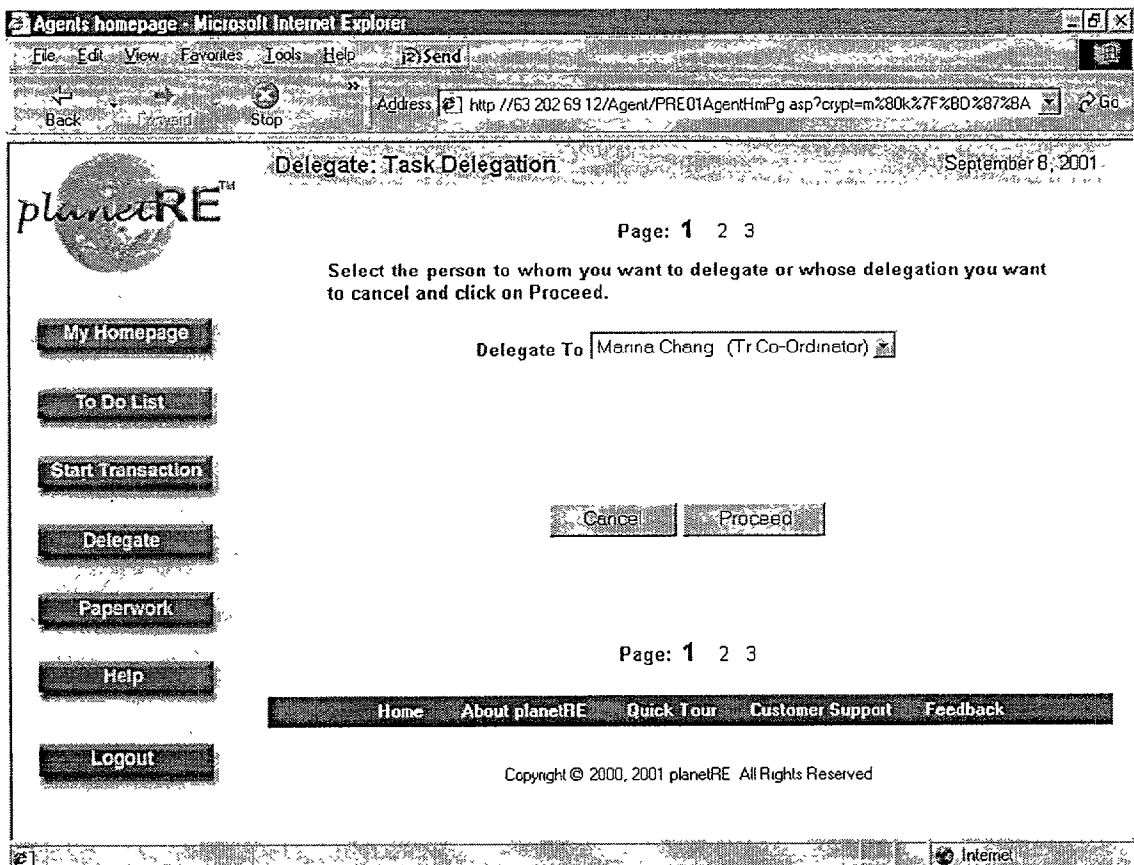 Agents homepage - Microsoft Internet Explorer
File Edit View Favorites Tools Help Send
Back Forward Stop » Address http //63 202 69 12/Agent/PRE01AgentHmPg asp?crypt=m%80k%7F%BD%87%8A Go
planetRE™
Delegate: Task Delegation September 8, 2001
Page: 1 2 3
Select the person to whom you want to delegate or whose delegation you want
to cancel and click on Proceed.
Delegate To Marina Chang (Tr Co-Ordinator)
My Homepage
To Do List
Start Transaction
Delegate
Paperwork
Help
Logout
Cancel Proceed
Page: 1 2 3
Home About planetRE Quick Tour Customer Support Feedback
Copyright © 2000, 2001 planetRE All Rights Reserved
Internet